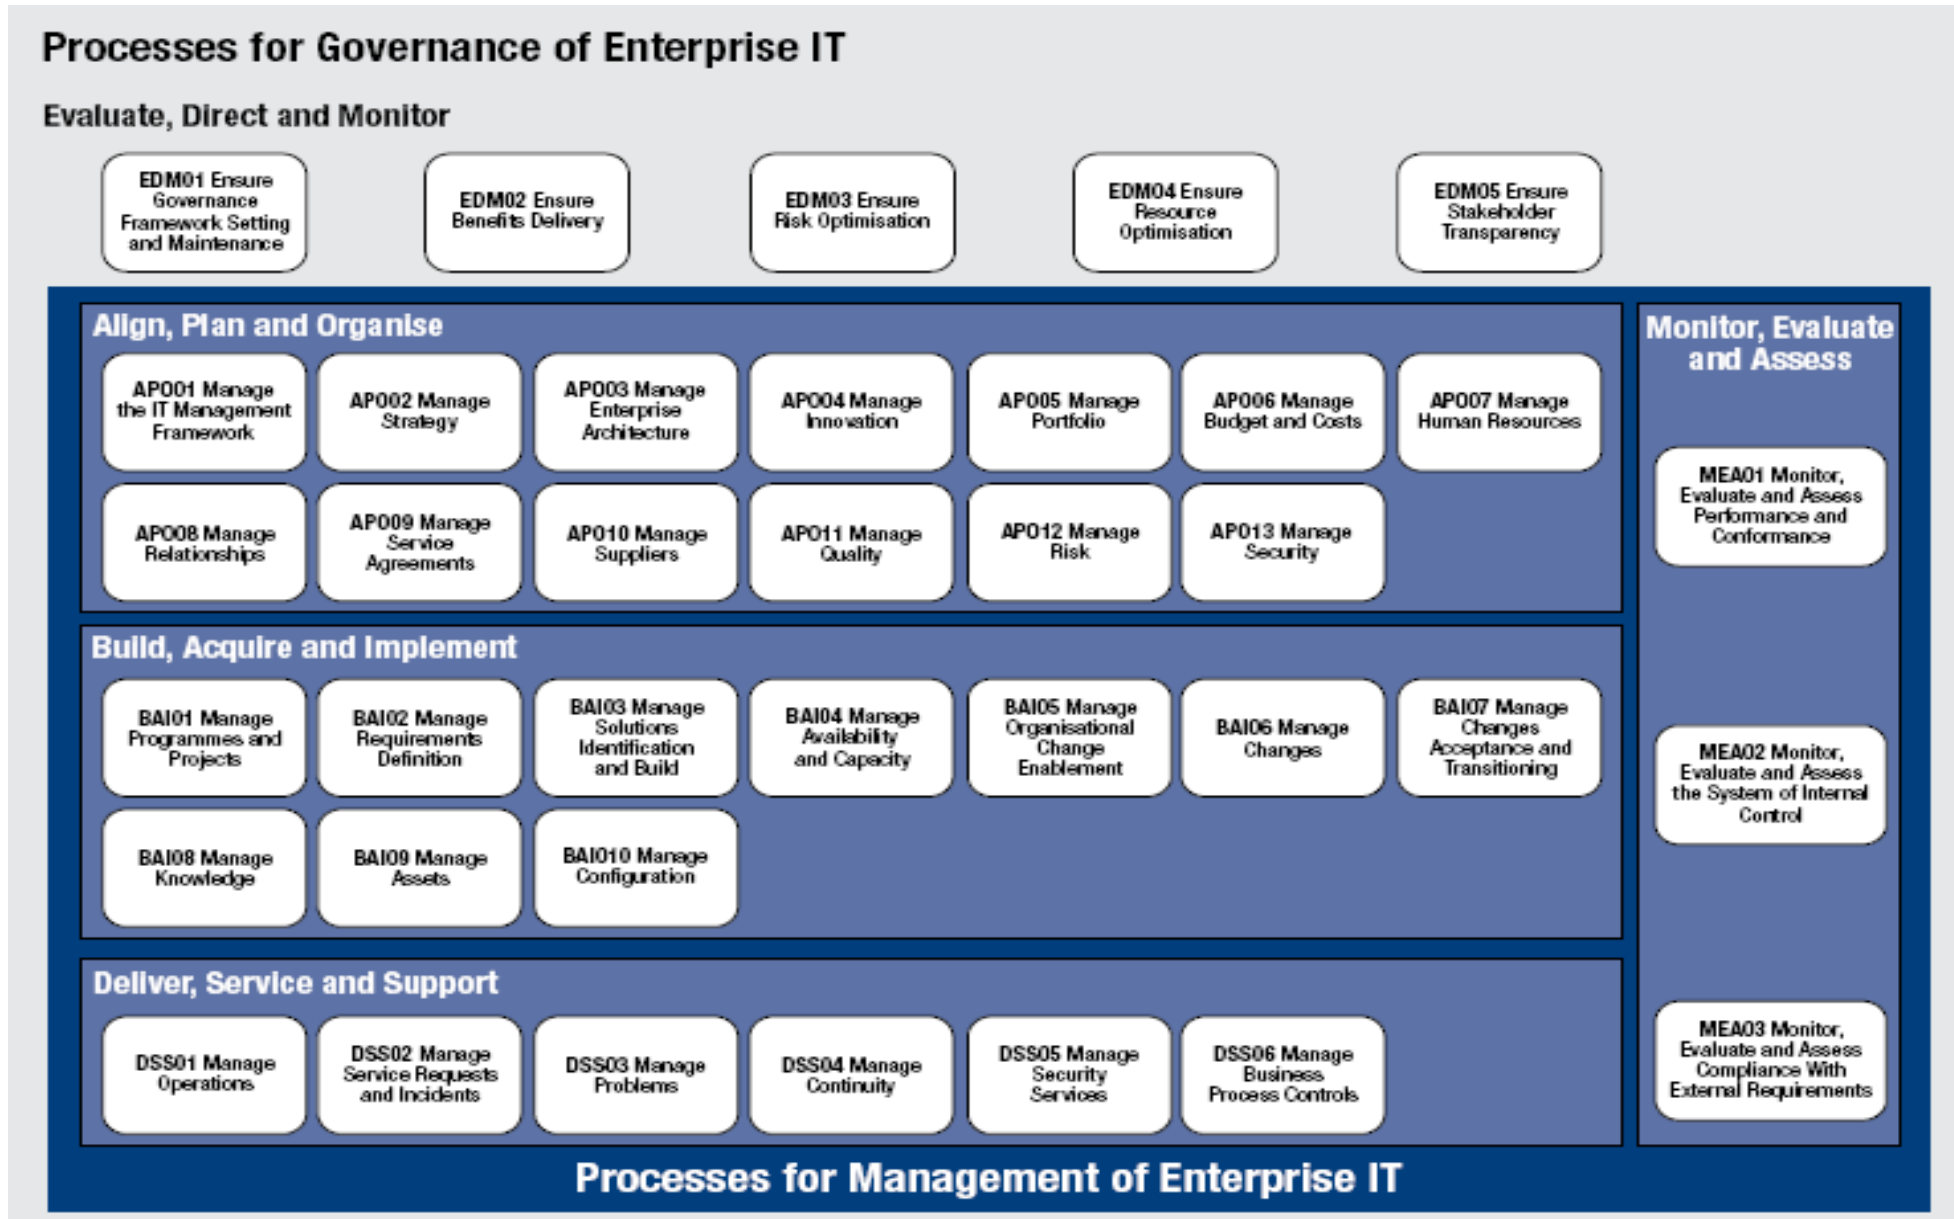 Processes for Governance of Enterprise IT
Evaluate, Direct and Monitor
EDM01 Ensure
Governance
Framework Setting
and Maintenance
EDM02 Ensure
Benefits Delivery
EDM03 Ensure
Risk Optimisation
EDM04 Ensure
Resource
Optimisation
EDM05 Ensure
Stakeholder
Transparency
Align, Plan and Organise
APO01 Manage
the IT Management
Framework
APO02 Manage
Strategy
APO03 Manage
Enterprise
Architecture
APO04 Manage
Innovation
APO05 Manage
Portfolio
APO06 Manage
Budget and Costs
APO07 Manage
Human Resources
APO08 Manage
Relationships
APO09 Manage
Service
Agreements
APO10 Manage
Suppliers
APO11 Manage
Quality
APO12 Manage
Risk
APO13 Manage
Security
Build, Acquire and Implement
BAI01 Manage
Programmes and
Projects
BAI02 Manage
Requirements
Definition
BAI03 Manage
Solutions
Identification
and Build
BAI04 Manage
Availability
and Capacity
BAI05 Manage
Organisational
Change
Enablement
BAI06 Manage
Changes
BAI07 Manage
Changes
Acceptance and
Transitioning
BAI08 Manage
Knowledge
BAI09 Manage
Assets
BAI010 Manage
Configuration
Deliver, Service and Support
DSS01 Manage
Operations
DSS02 Manage
Service Requests
and Incidents
DSS03 Manage
Problems
DSS04 Manage
Continuity
DSS05 Manage
Security
Services
DSS06 Manage
Business
Process Controls
Monitor, Evaluate
and Assess
MEA01 Monitor,
Evaluate and Assess
Performance and
Conformance
MEA02 Monitor,
Evaluate and Assess
the System of Internal
Control
MEA03 Monitor,
Evaluate and Assess
Compliance With
External Requirements
Processes for Management of Enterprise IT